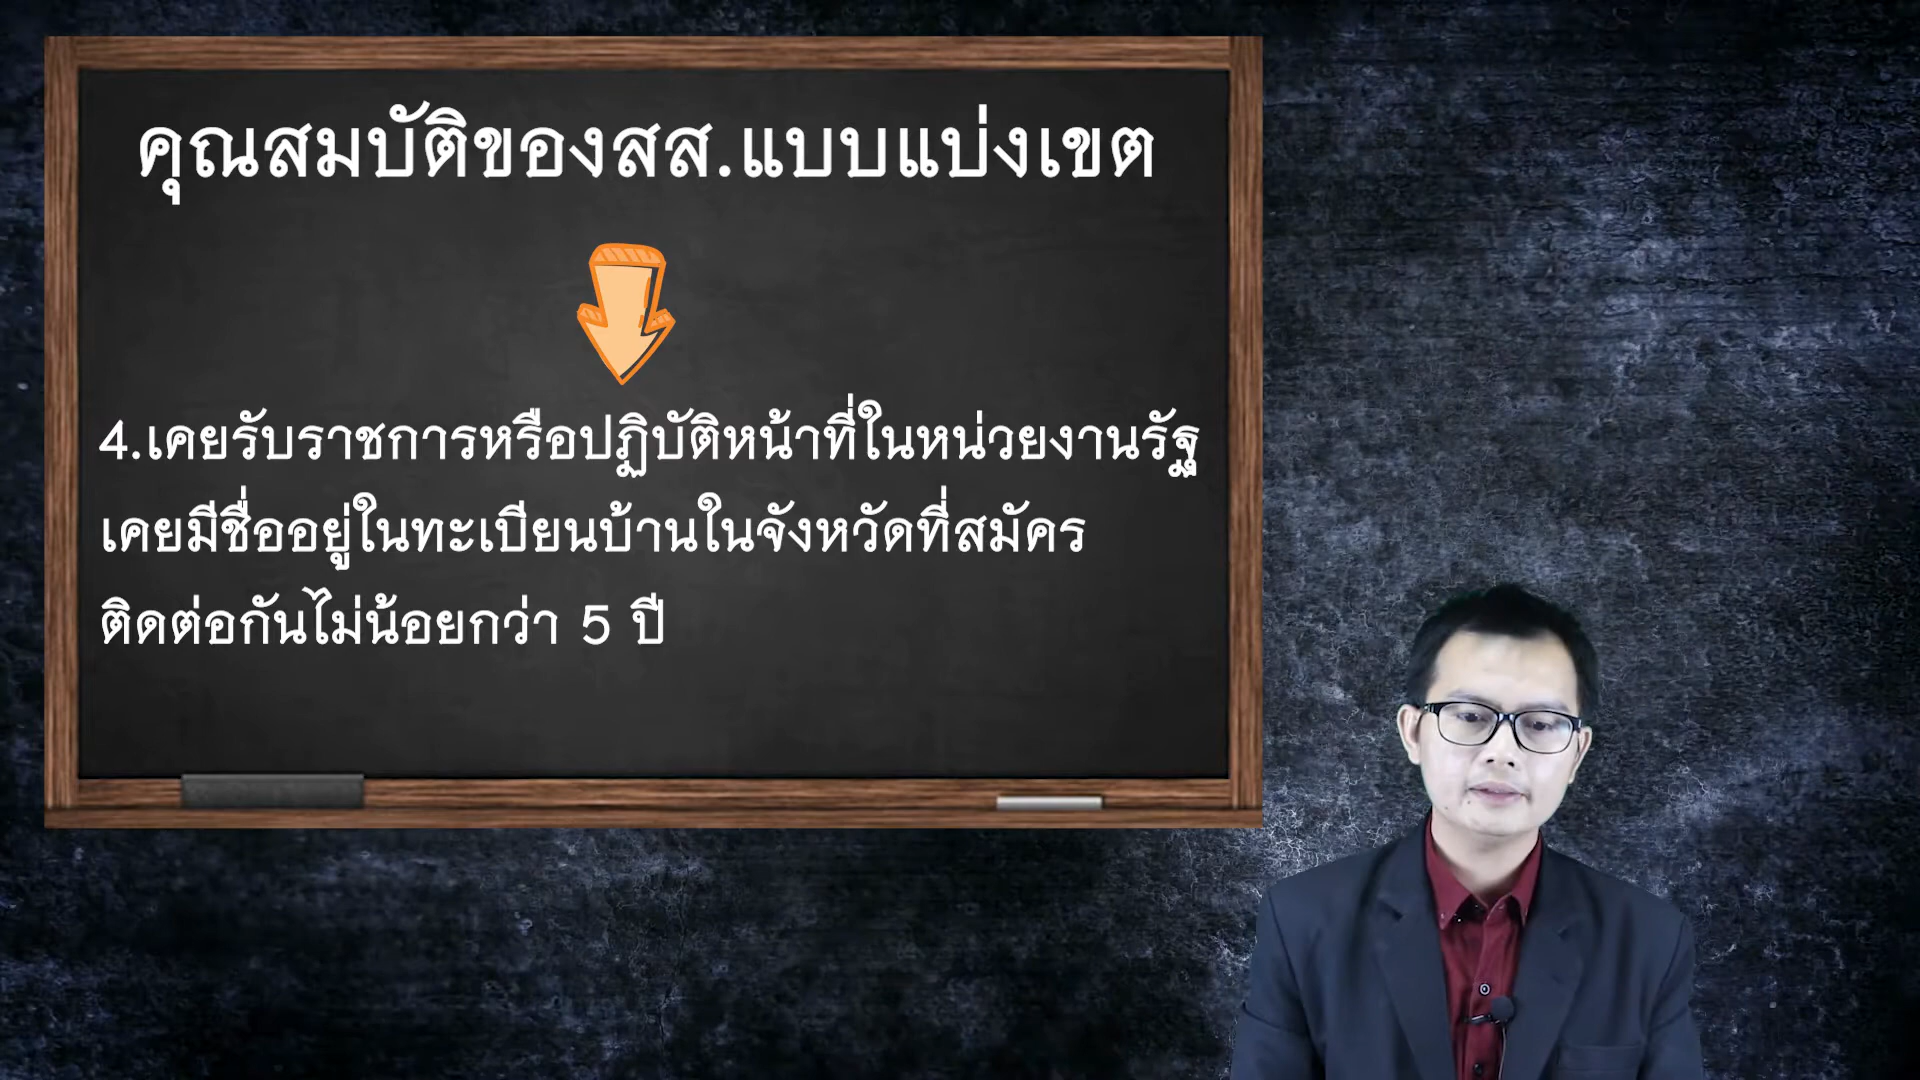 คุณสมบัติของสส.แบบแบ่งเขต
4.เคยรับราชการหรือปฏิบัติหน้าที่ในหน่วยงานรัฐ
เคยมีชื่ออยู่ในทะเบียนบ้านในจังหวัดที่สมัคร
ติดต่อกันไม่น้อยกว่า 5 ปี